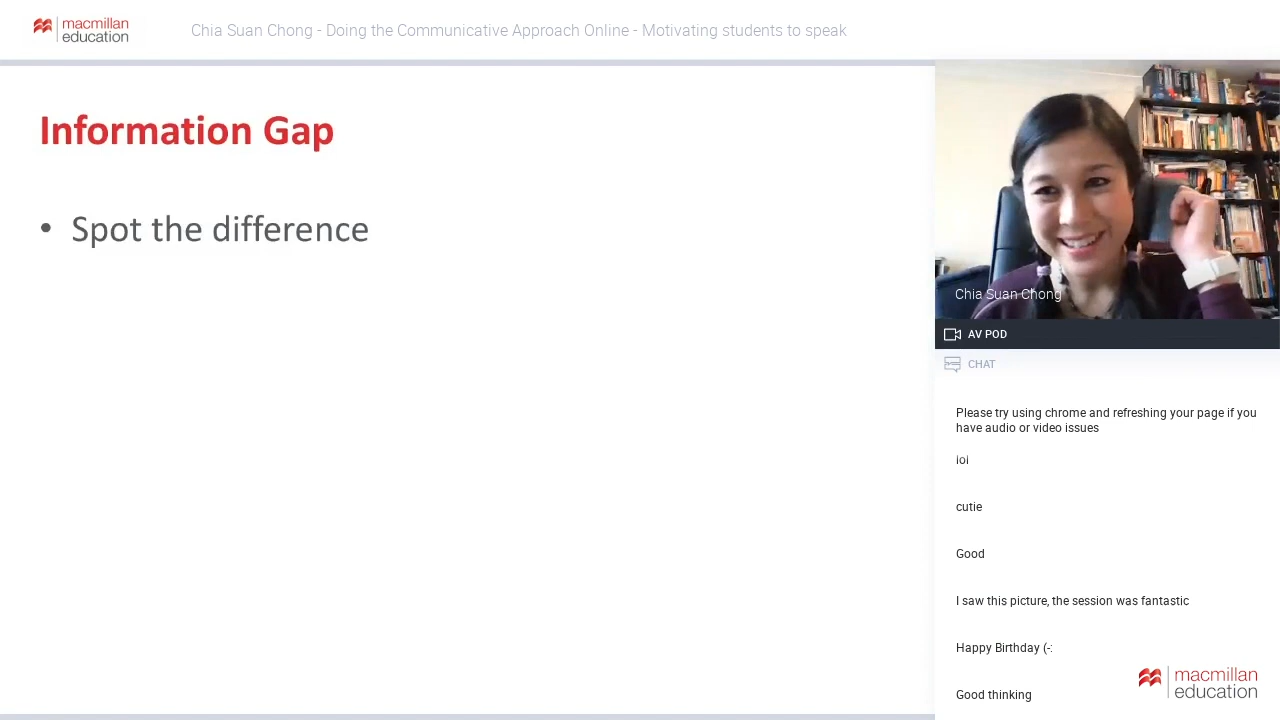 macmillan
education
Chia Suan Chong - Doing the Communicative Approach Online - Motivating students to speak
Information Gap
• Spot the difference
Chia Suan Chong
AV POD
CHAT
Please try using chrome and refreshing your page if you
have audio or video issues
lol
cutie
Good
I saw this picture, the session was fantastic
Happy Birthday (-:
Good thinking
macmillan
education